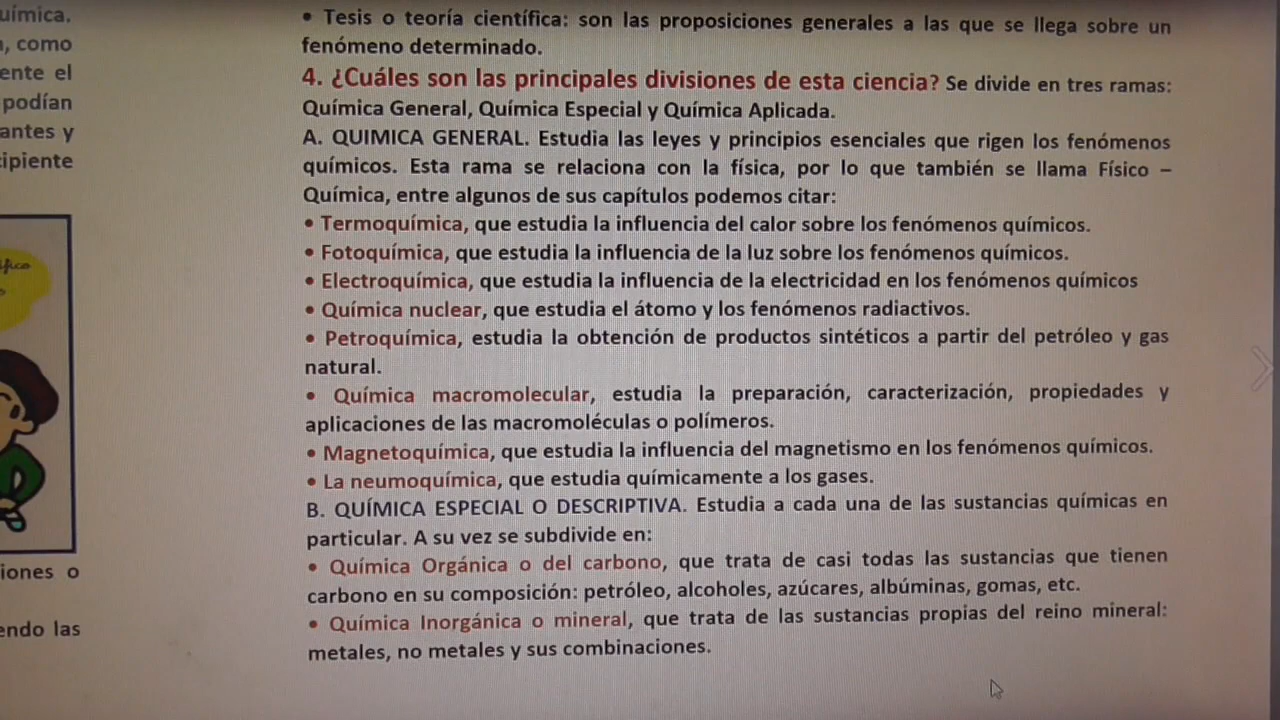 uímica.
, como
ente el
podían
antes y
cipiente
fico
iones o
endo las
• Tesis o teoría científica: son las proposiciones generales a las que se llega sobre un
fenómeno determinado.
4. ¿Cuáles son las principales divisiones de esta ciencia? Se divide en tres ramas:
Química General, Química Especial y Química Aplicada.
A. QUIMICA GENERAL. Estudia las leyes y principios esenciales que rigen los fenómenos
químicos. Esta rama se relaciona con la física, por lo que también se llama Físico –
Química, entre algunos de sus capítulos podemos citar:
• Termoquímica, que estudia la influencia del calor sobre los fenómenos químicos.
• Fotoquímica, que estudia la influencia de la luz sobre los fenómenos químicos.
• Electroquímica, que estudia la influencia de la electricidad en los fenómenos químicos
• Química nuclear, que estudia el átomo y los fenómenos radiactivos.
• Petroquímica, estudia la obtención de productos sintéticos a partir del petróleo y gas
natural.
• Química macromolecular, estudia la preparación, caracterización, propiedades y
aplicaciones de las macromoléculas o polímeros.
• Magnetoquímica, que estudia la influencia del magnetismo en los fenómenos químicos.
• La neumoquímica, que estudia químicamente a los gases.
B. QUÍMICA ESPECIAL O DESCRIPTIVA. Estudia a cada una de las sustancias químicas en
particular. A su vez se subdivide en:
• Química Orgánica o del carbono, que trata de casi todas las sustancias que tienen
carbono en su composición: petróleo, alcoholes, azúcares, albúminas, gomas, etc.
• Química Inorgánica o mineral, que trata de las sustancias propias del reino mineral:
metales, no metales y sus combinaciones.